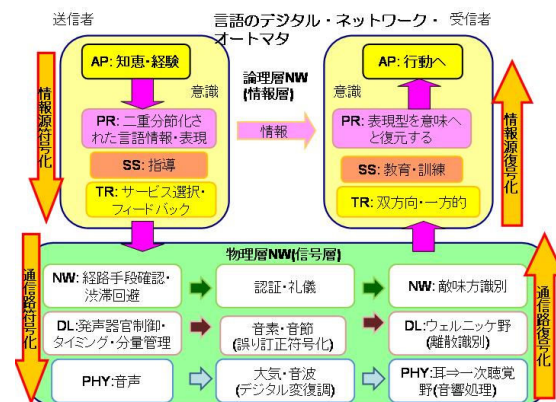 送信者
言語のデジタル・ネットワーク・
オートマタ
受信者
AP: 知恵・経験
意識
PR: 二重分節化さ
れた言語情報・表現
SS: 指導
TR: サービス選択・
フィードバック
情報源符号化
論理層NW
(情報層)
情報
AP: 行動へ
意識
PR: 表現型を意味へ
と復元する
SS: 教育・訓練
TR: 双方向・一方的
情報源復号化
物理層NW(信号層)
通信路符号化
NW: 経路手段確認・
渋滞回避
認証・礼儀
NW: 敵味方識別
DL:発声器官制御・
タイミング・分量管理
音素・音節
(誤り訂正符号化)
DL: ウェルニッケ野
(離散識別)
PHY: 音声
大気・音波
(デジタル変復調)
PHY: 耳⇒一次聴覚
野(音響処理)
通信路復号化